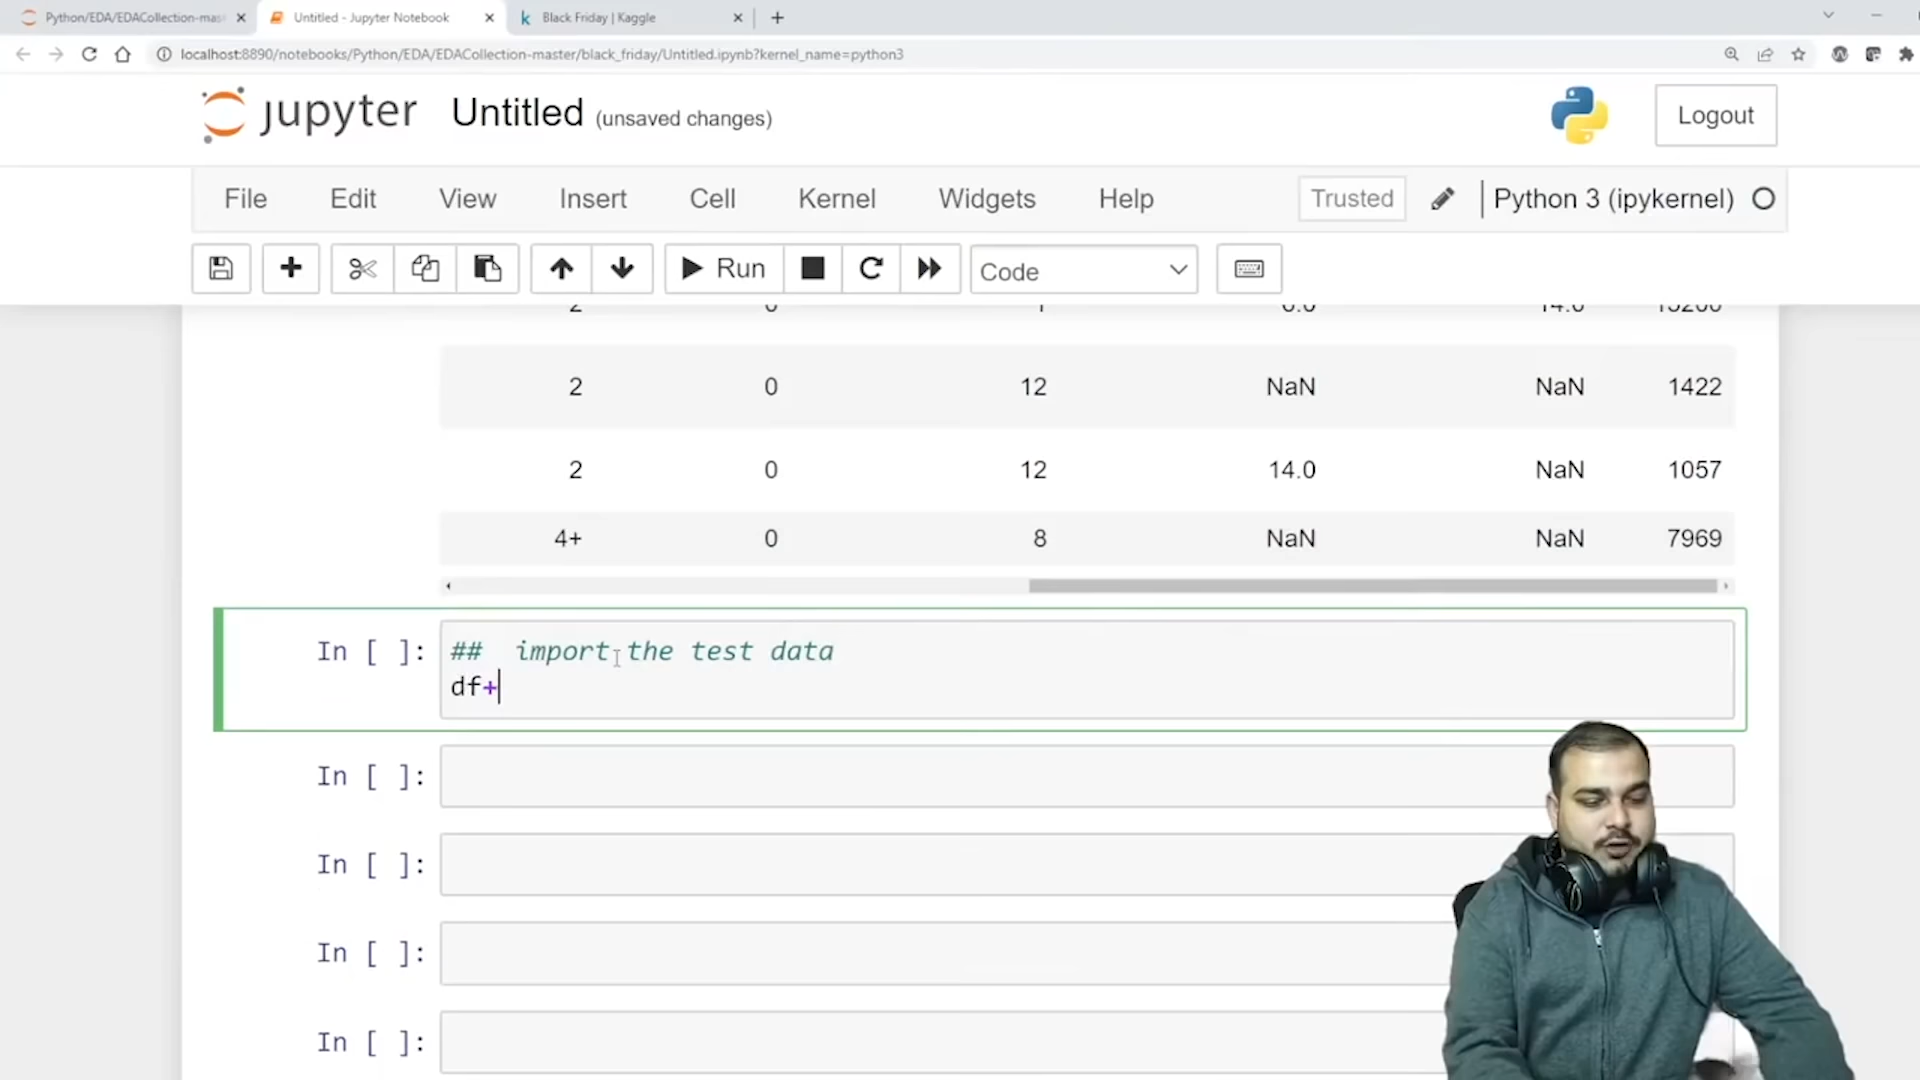 Python/EDA/EDACollection-mas
Untitled - Jupyter Notebook
Black Friday | Kaggle
localhost:8890/notebooks/Python/EDA/EDACollection-master/black_friday/Untitled.ipynb?kernel_name=python3
jupyter Untitled (unsaved changes)
Logout
File Edit View Insert Cell Kernel Widgets Help Trusted Python 3 (ipykernel)
Run Code
2 0 12 NaN NaN 1422
2 0 12 14.0 NaN 1057
4+ 0 8 NaN NaN 7969
In [ ]: ## import the test data
df+
In [ ]:
In [ ]:
In [ ]:
In [ ]: